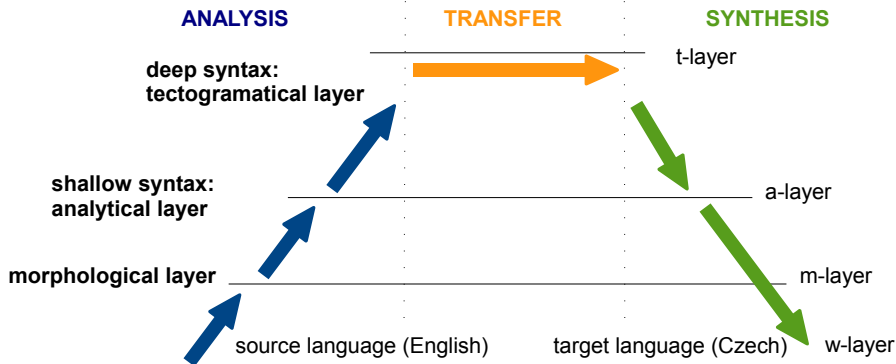 ANALYSIS TRANSFER SYNTHESIS
t-layer
deep syntax:
tectogramatical layer
shallow syntax:
analytical layer
a-layer
morphological layer
m-layer
source language (English) target language (Czech) w-layer